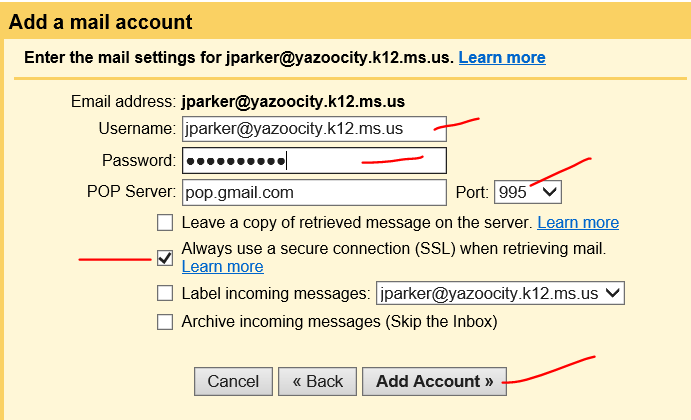 Add a mail account
Enter the mail settings for jparker@yazoocity.k12.ms.us. Learn more
Email address: jparker@yazoocity.k12.ms.us
Username: jparker@yazoocity.k12.ms.us
Password: ●●●●●●●●●●
POP Server: pop.gmail.com Port: 995
Leave a copy of retrieved message on the server. Learn more
Always use a secure connection (SSL) when retrieving mail.
Learn more
Label incoming messages: jparker@yazoocity.k12.ms.us
Archive incoming messages (Skip the Inbox)
Cancel « Back Add Account »